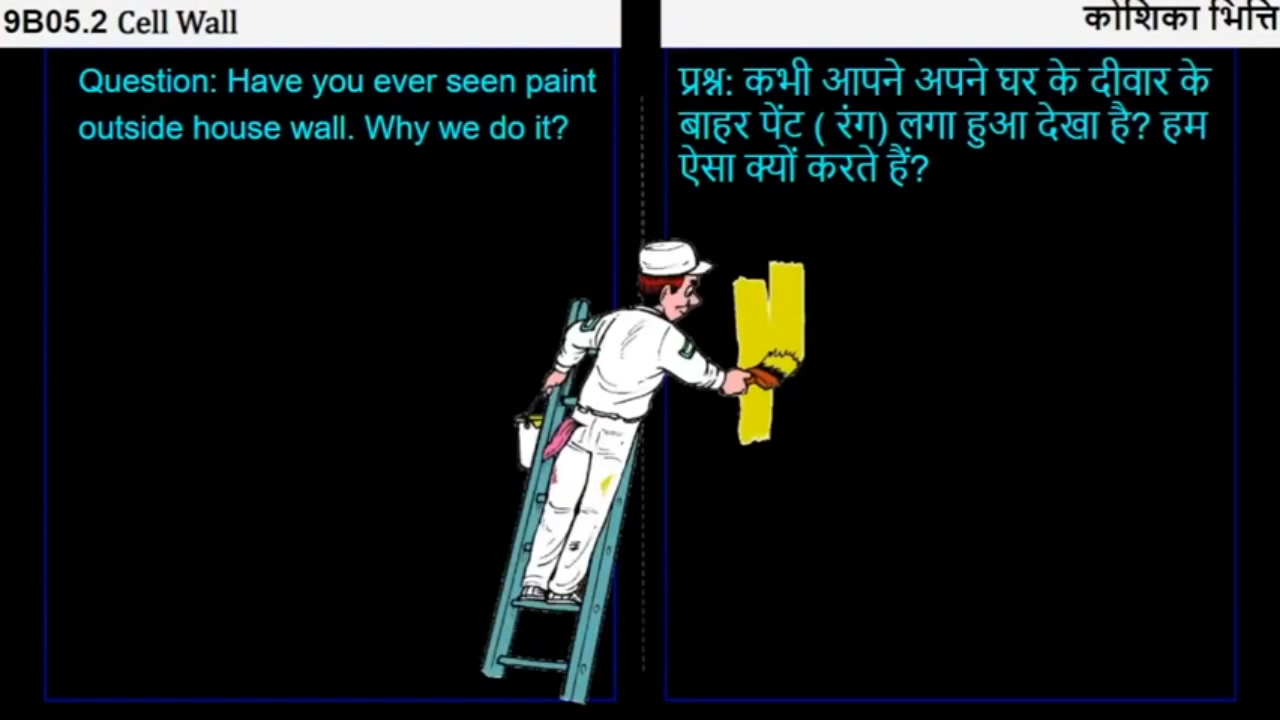 9B05.2 Cell Wall
कोशिका भित्ति
Question: Have you ever seen paint
outside house wall. Why we do it?
प्रश्न: कभी आपने अपने घर के दीवार के
बाहर पेंट ( रंग) लगा हुआ देखा है? हम
ऐसा क्यों करते हैं?